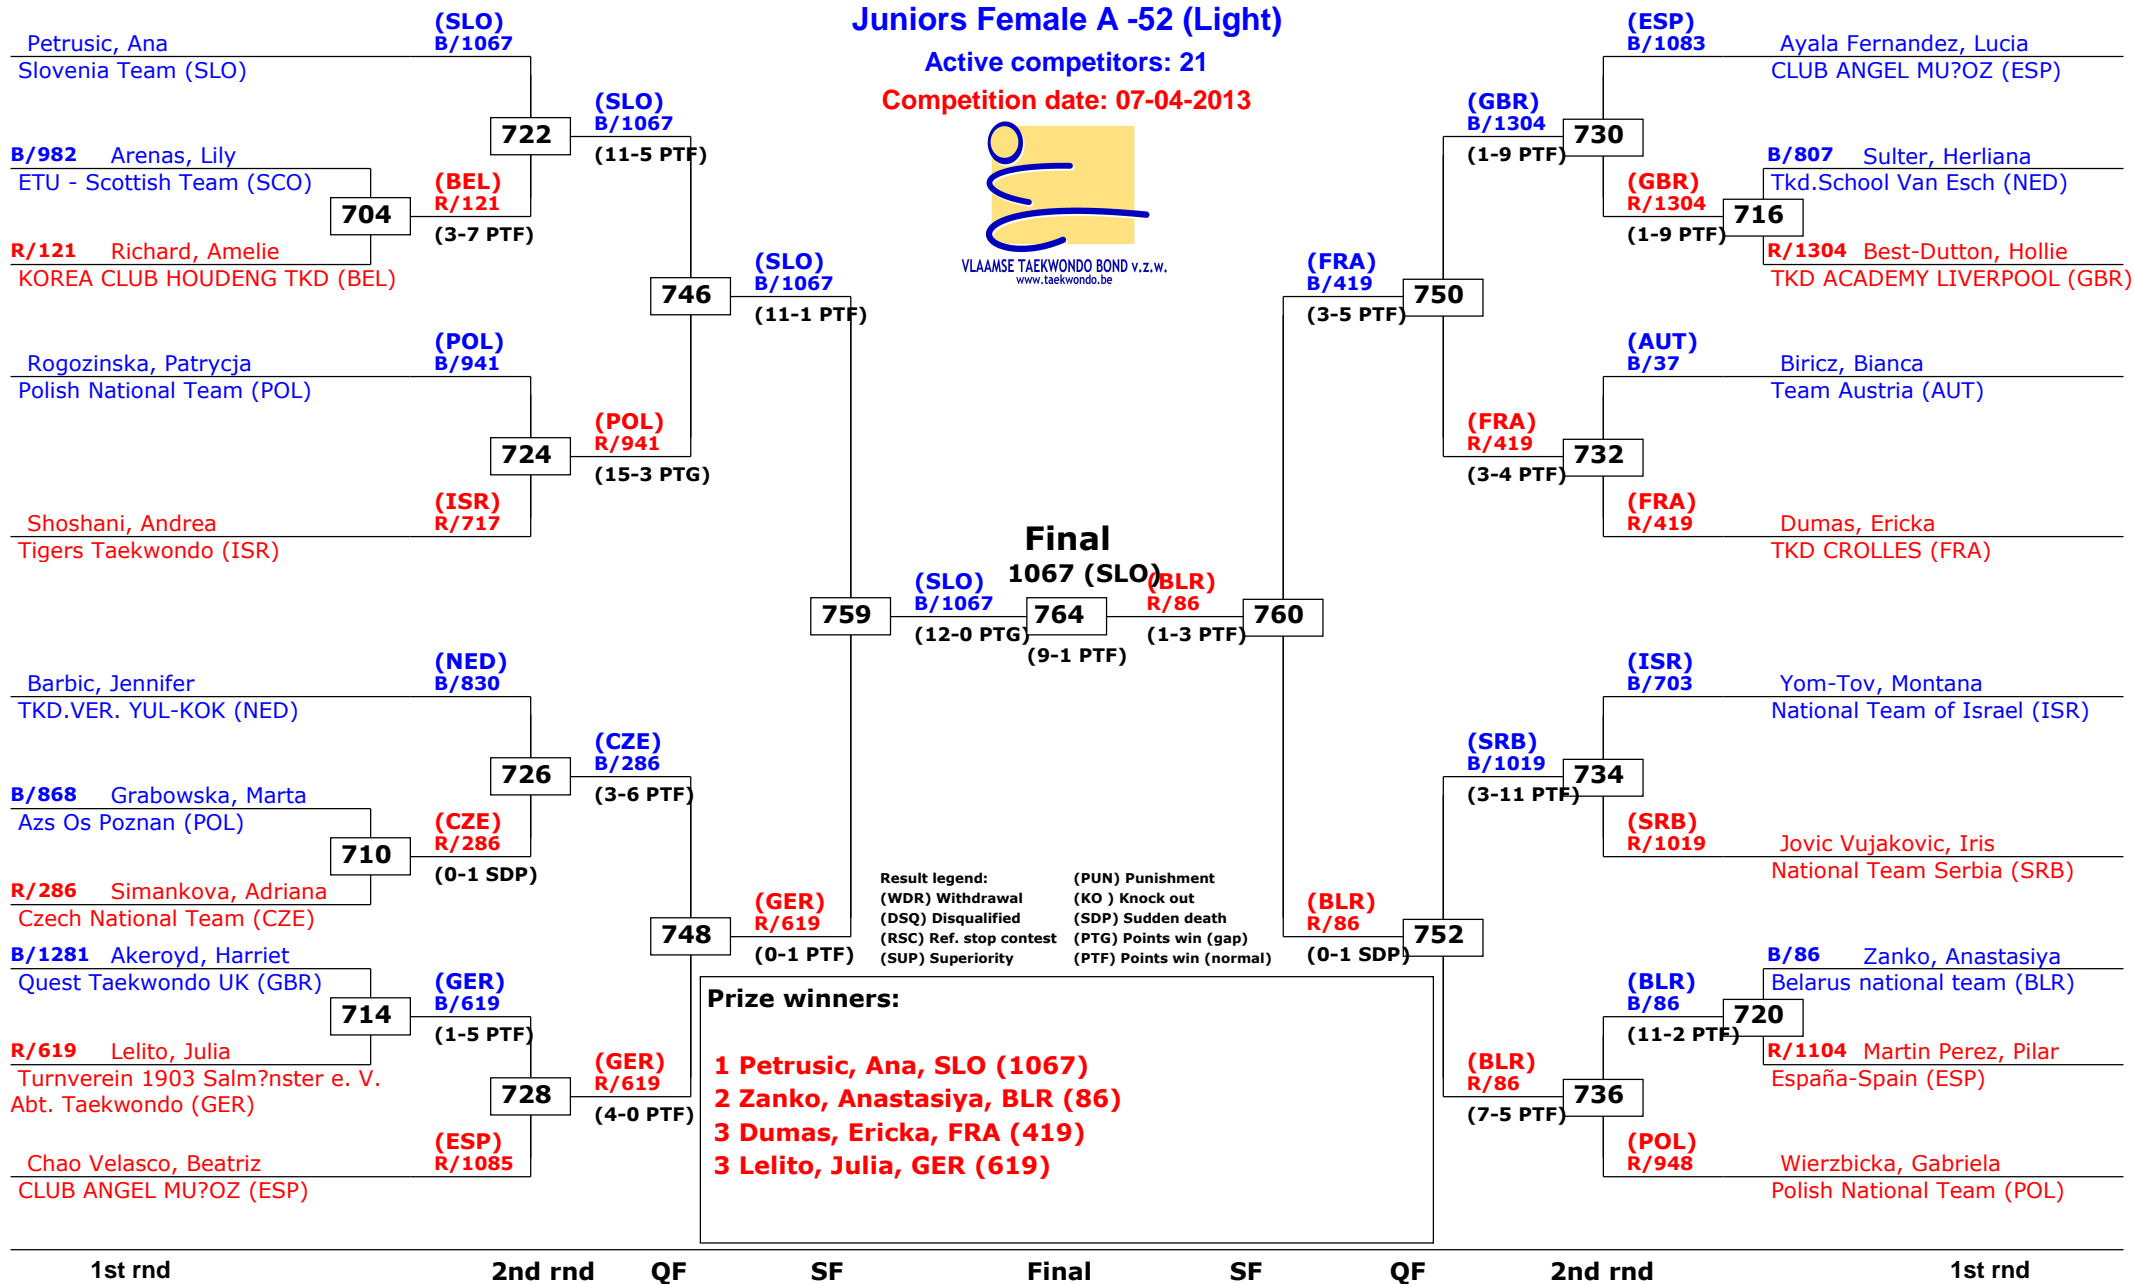 Juniors Female A -52 (Light)
Active competitors: 21
Competition date: 07-04-2013
VLAAMSE TAEKWONDO BOND v.z.w.
www.taekwondo.be
Petrusic, Ana
Slovenia Team (SLO)
(SLO)
B/1067
B/982 Arenas, Lily
ETU - Scottish Team (SCO)
704
R/121 Richard, Amelie
KOREA CLUB HOUDENG TKD (BEL)
(BEL)
R/121
(3-7 PTF)
722
(SLO)
B/1067
(11-5 PTF)
Rogozinska, Patrycja
Polish National Team (POL)
(POL)
B/941
724
(POL)
R/941
(15-3 PTG)
Shoshani, Andrea
Tigers Taekwondo (ISR)
(ISR)
R/717
746
(SLO)
B/1067
(11-1 PTF)
Barbic, Jennifer
TKD.VER. YUL-KOK (NED)
(NED)
B/830
726
(CZE)
B/286
(3-6 PTF)
B/868 Grabowska, Marta
Azs Os Poznan (POL)
710
(CZE)
R/286
(0-1 SDP)
R/286 Simankova, Adriana
Czech National Team (CZE)
B/1281 Akeroyd, Harriet
Quest Taekwondo UK (GBR)
714
(GER)
B/619
(1-5 PTF)
R/619 Lelito, Julia
Turnverein 1903 Salm?nster e. V.
Abt. Taekwondo (GER)
728
(GER)
R/619
(4-0 PTF)
Chao Velasco, Beatriz
CLUB ANGEL MU?OZ (ESP)
(ESP)
R/1085
748
(GER)
R/619
(0-1 PTF)
759
(SLO)
B/1067
(12-0 PTG)
Final
1067 (SLO)
764
(9-1 PTF)
(BLR)
R/86
(1-3 PTF)
760
(ESP)
B/1083
Ayala Fernandez, Lucia
CLUB ANGEL MU?OZ (ESP)
(GBR)
B/1304
(1-9 PTF)
730
B/807 Sulter, Herliana
Tkd.School Van Esch (NED)
(GBR)
R/1304
(1-9 PTF)
716
R/1304 Best-Dutton, Hollie
TKD ACADEMY LIVERPOOL (GBR)
(FRA)
B/419
(3-5 PTF)
750
(AUT)
B/37
Biricz, Bianca
Team Austria (AUT)
(FRA)
R/419
(3-4 PTF)
732
(FRA)
R/419
Dumas, Ericka
TKD CROLLES (FRA)
(ISR)
B/703
Yom-Tov, Montana
National Team of Israel (ISR)
(SRB)
B/1019
(3-11 PTF)
734
(SRB)
R/1019
Jovic Vujakovic, Iris
National Team Serbia (SRB)
(BLR)
R/86
(0-1 SDP)
752
B/86 Zanko, Anastasiya
Belarus national team (BLR)
(BLR)
B/86
(11-2 PTF)
720
R/1104 Martin Perez, Pilar
España-Spain (ESP)
(BLR)
R/86
(7-5 PTF)
736
(POL)
R/948
Wierzbicka, Gabriela
Polish National Team (POL)
Result legend: (PUN) Punishment
(WDR) Withdrawal (KO ) Knock out
(DSQ) Disqualified (SDP) Sudden death
(RSC) Ref. stop contest (PTG) Points win (gap)
(SUP) Superiority (PTF) Points win (normal)
Prize winners:
1 Petrusic, Ana, SLO (1067)
2 Zanko, Anastasiya, BLR (86)
3 Dumas, Ericka, FRA (419)
3 Lelito, Julia, GER (619)
1st rnd 2nd rnd QF SF Final SF QF 2nd rnd 1st rnd